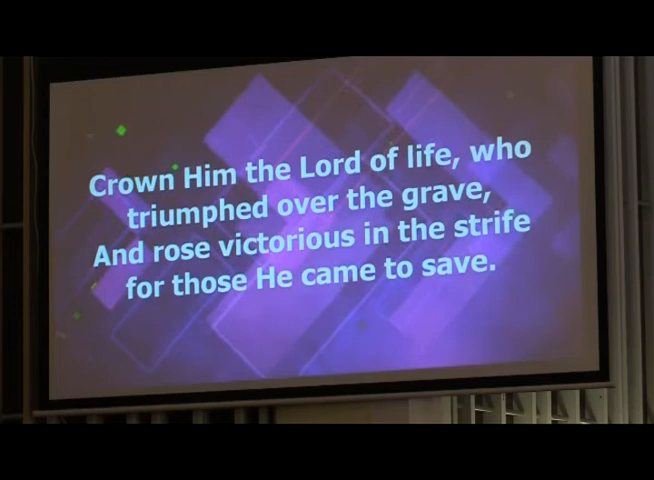 Crown Him the Lord of life, who
triumphed over the grave,
And rose victorious in the strife
for those He came to save.